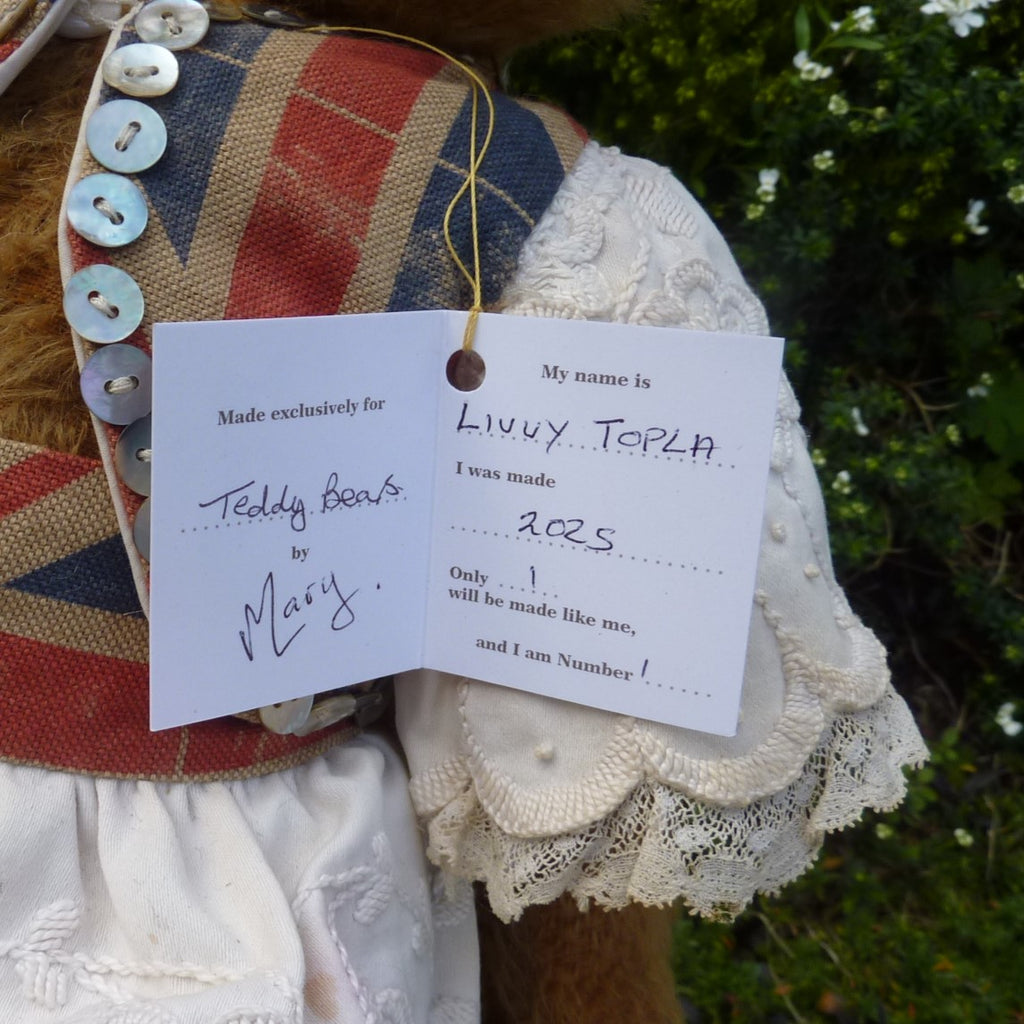 Made exclusively for
Teddy Bears
by
Mary.
My name is
LIVVY TOPLA
I was made
2025
Only 1
will be made like me,
and I am Number 1